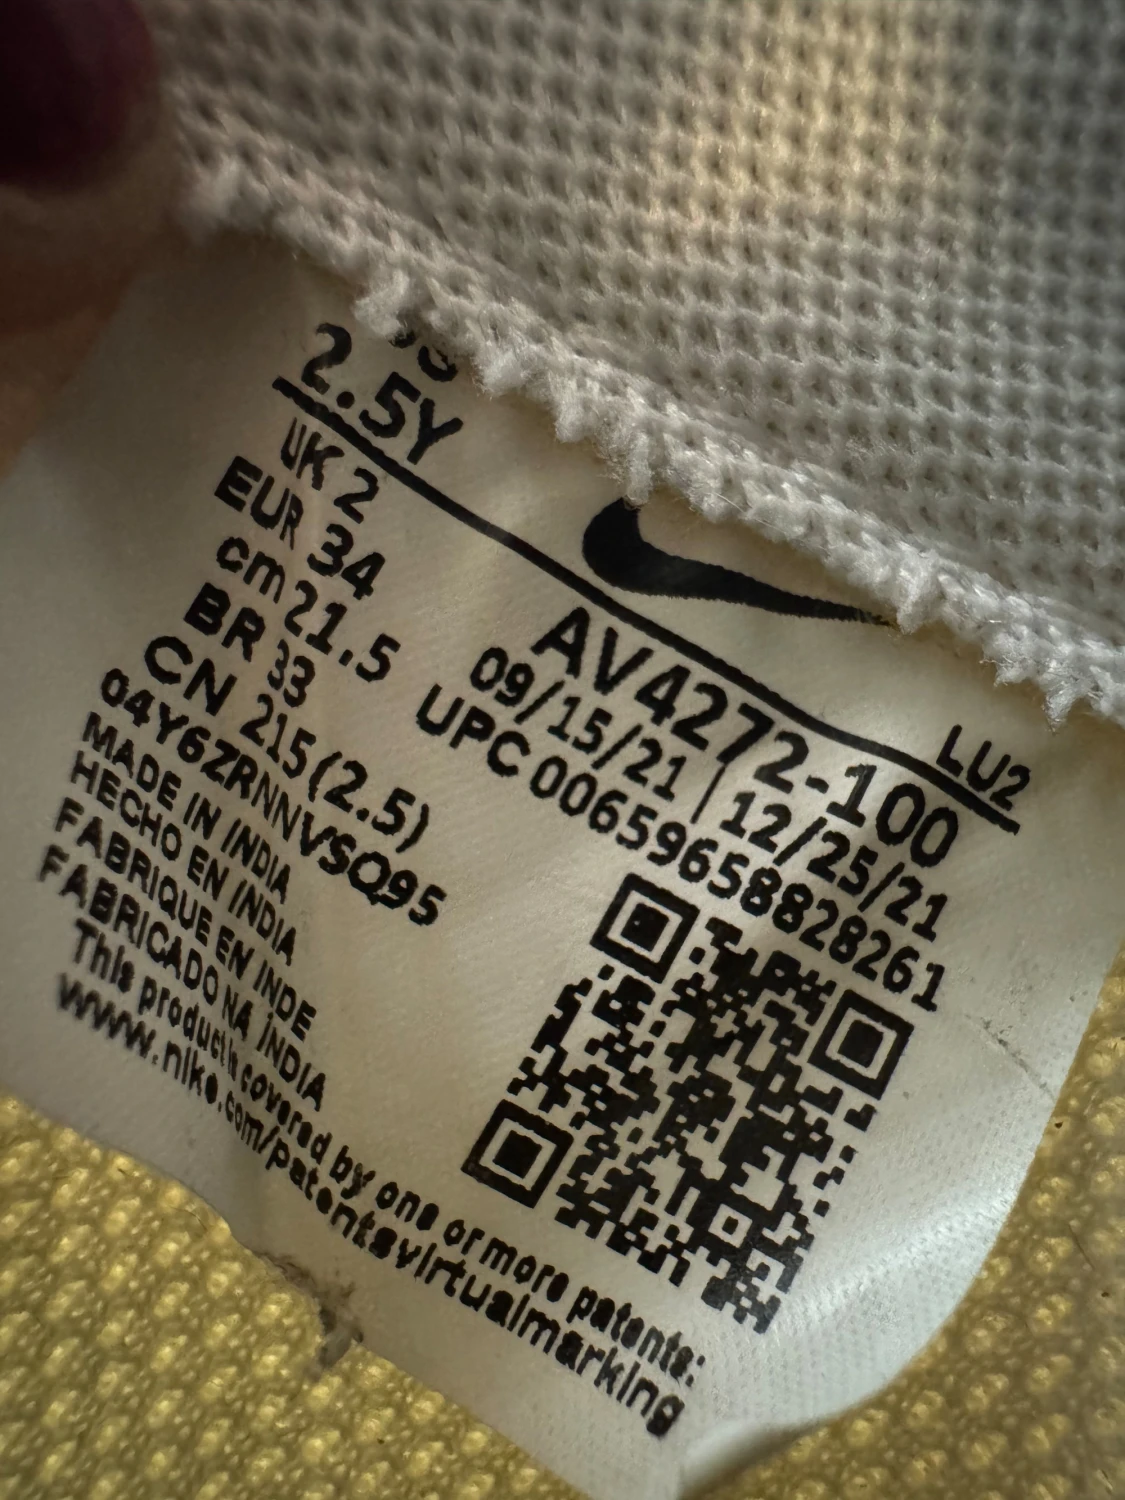 US
2.5Y
UK 2
EUR 34
cm 21.5
BR 33
CN 215 (2.5)
04Y6ZRNNVSQ95
MADE IN INDIA
HECHO EN INDIA
FABRIQUE EN INDE
FABRICADO NA ÍNDIA
This product is covered by one or more patents:
www.nike.com/patentsvirtualmarking
LU2
AV4272-100
09/15/21 | 12/25/21
UPC 00659658828261